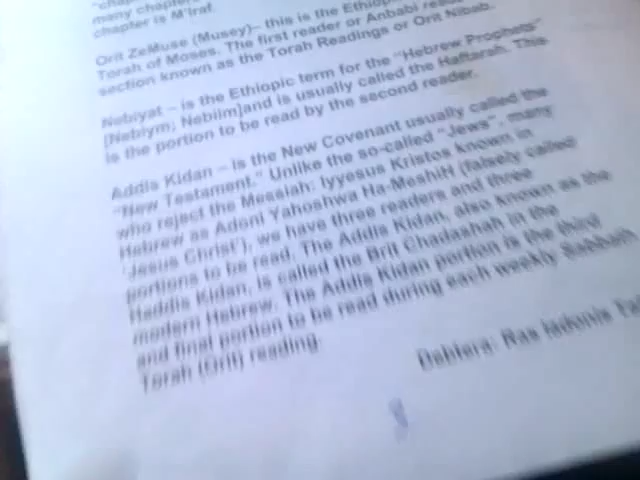 "chap
many chapter
chapter is M'Iraf.
Orit ZeMuse (Musey)– this is the Ethiop
Torah of Moses. The first reader or Anbabi rea
section known as the Torah Readings or Orit Nibab.
Nebiyat – is the Ethiopic term for the "Hebrew Prophets"
[Nebiym; Nebiim]and is usually called the Haftarah. This
is the portion to be read by the second reader.
Addis Kidan – is the New Covenant usually called the
"New Testament." Unlike the so-called "Jews", many
who reject the Messiah: Iyyesus Kristos known in
Hebrew as Adoni Yahoshwa Ha-MeshiH (falsely called
'Jesus Christ'), we have three readers and three
portions to be read. The Addis Kidan, also known as the
Haddis Kidan, is called the Brit Chadashah in the
modern Hebrew. The Addis Kidan portion is the third
and final portion to be read during each weekly Sabbath
Torah (Orit) reading.
Debtera: Ras Iadonis Taf